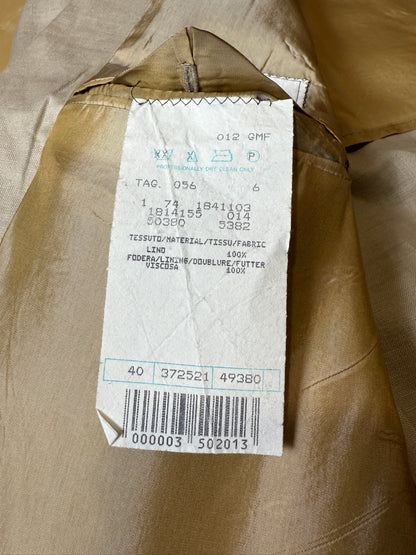 012 GMF
P
PROFESSIONALLY DRY CLEAN ONLY
TAG. 056 6
1 74 1841103
1814155 014
50380 5382
TESSUTO/MATERIAL/TISSU/FABRIC
LINO 100%
FODERA/LINING/DOUBLURE/FUTTER
VISCOSA 100%
40 372521 49380
000003 502013